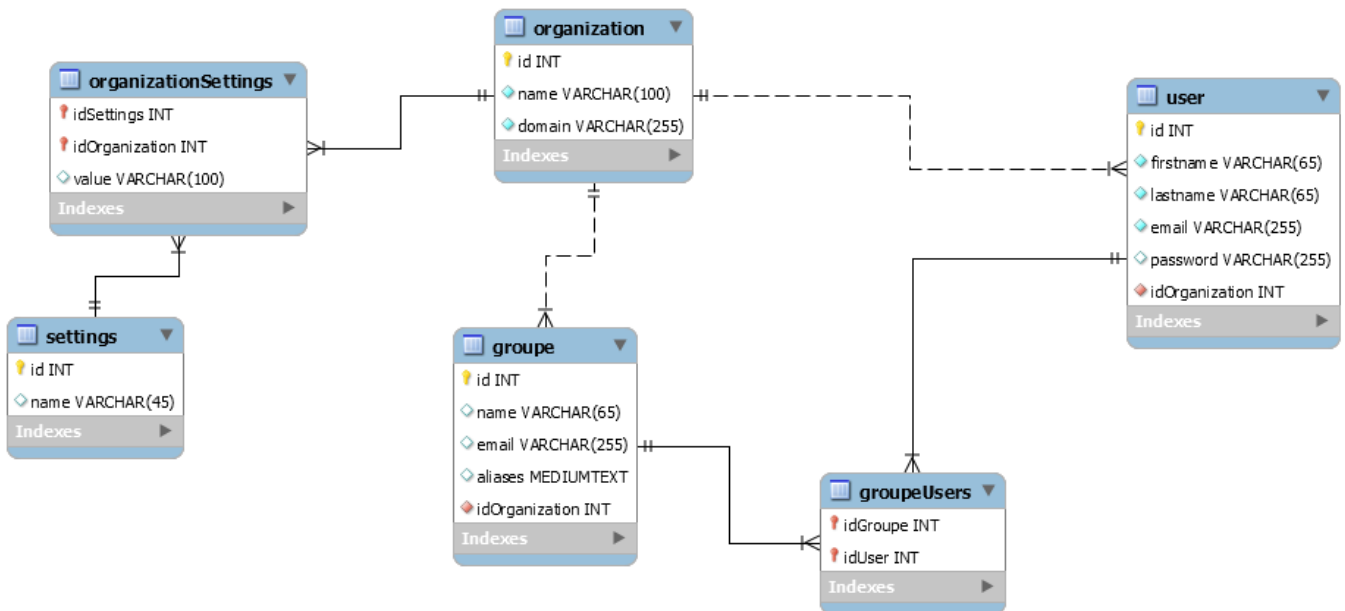 organization
id INT
name VARCHAR(100)
domain VARCHAR(255)
Indexes
organizationSettings
idSettings INT
idOrganization INT
value VARCHAR(100)
Indexes
user
id INT
firstname VARCHAR(65)
lastname VARCHAR(65)
email VARCHAR(255)
password VARCHAR(255)
idOrganization INT
Indexes
settings
id INT
name VARCHAR(45)
Indexes
groupe
id INT
name VARCHAR(65)
email VARCHAR(255)
aliases MEDIUMTEXT
idOrganization INT
Indexes
groupeUsers
idGroupe INT
idUser INT
Indexes